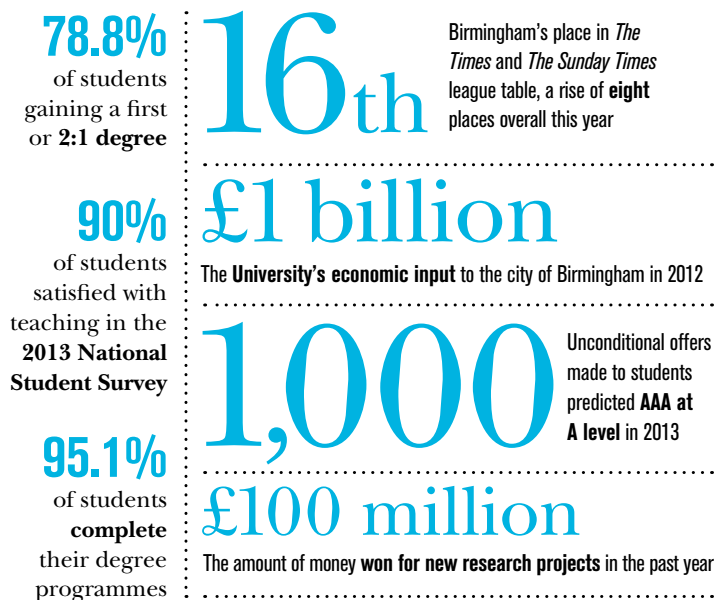 78.8%
of students
gaining a first
or 2:1 degree
90%
of students
satisfied with
teaching in the
2013 National
Student Survey
95.1%
of students
complete
their degree
programmes
16th
Birmingham's place in The
Times and The Sunday Times
league table, a rise of eight
places overall this year
£1 billion
The University's economic input to the city of Birmingham in 2012
1,000
Unconditional offers
made to students
predicted AAA at
A level in 2013
£100 million
The amount of money won for new research projects in the past year